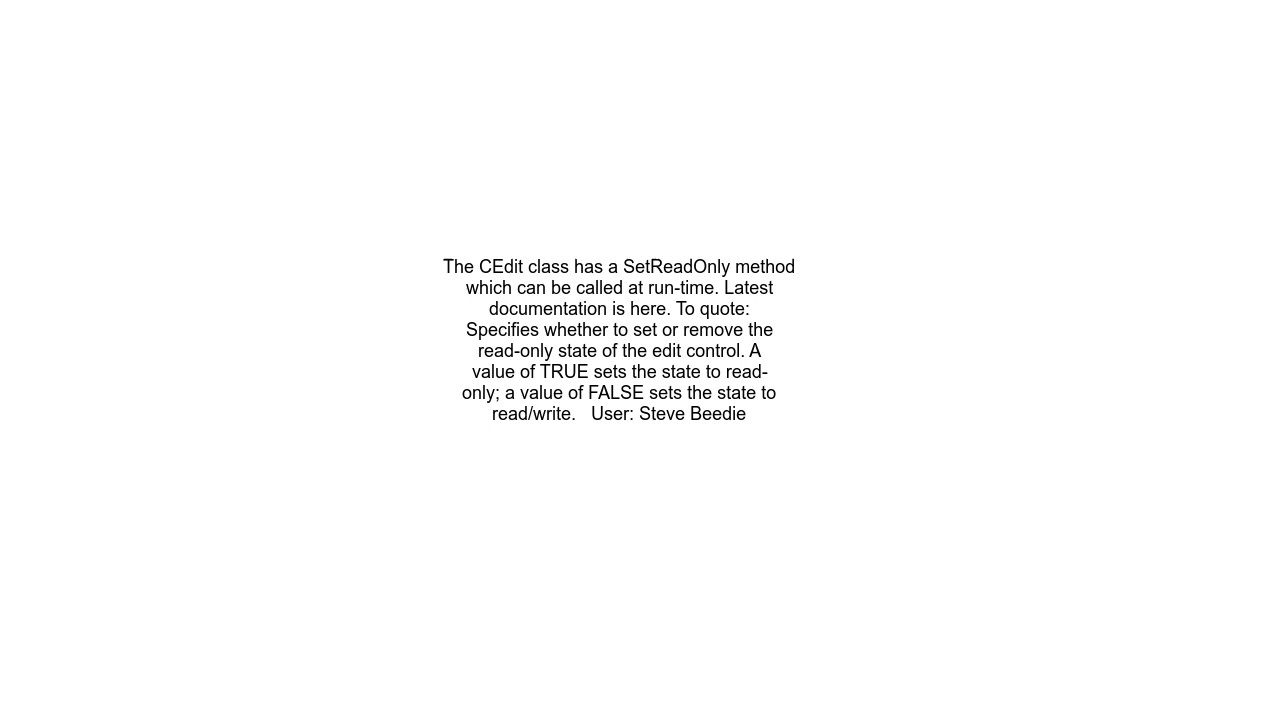 The CEdit class has a SetReadOnly method
which can be called at run-time. Latest
documentation is here. To quote:
Specifies whether to set or remove the
read-only state of the edit control. A
value of TRUE sets the state to read-
only; a value of FALSE sets the state to
read/write.   User: Steve Beedie